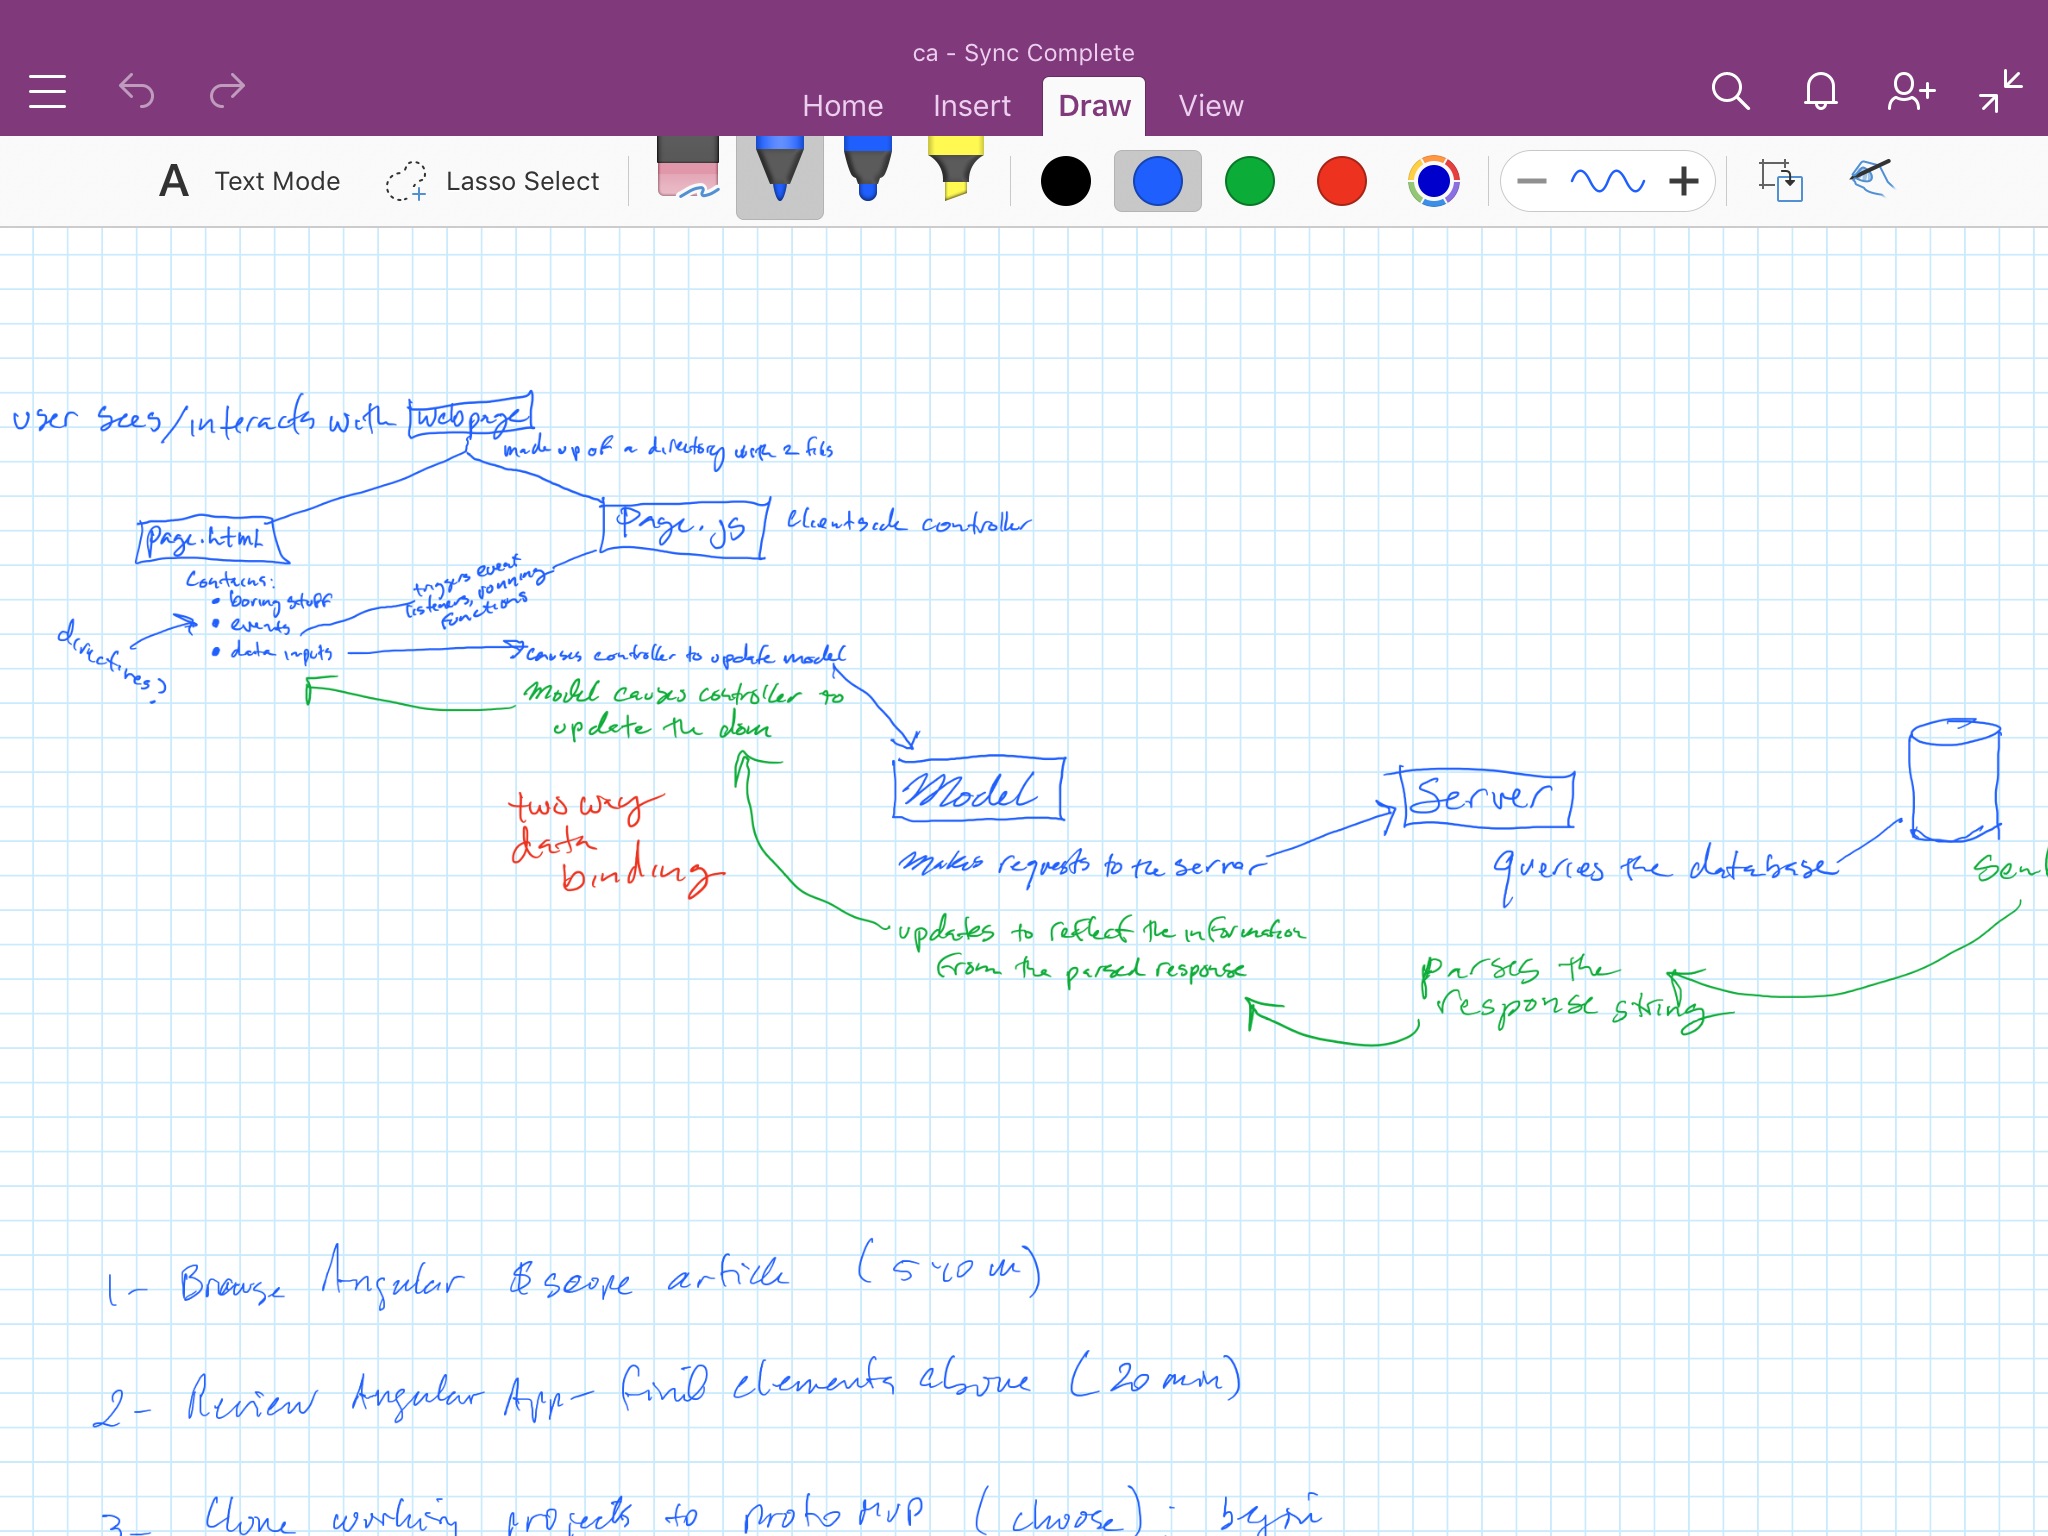 ca - Sync Complete
Home Insert Draw View
A Text Mode Lasso Select
user sees/interacts with webpage
made up of a directory with 2 files
page.html
Page.js clientside controller
Contains:
• boring stuff
• events
• data inputs
directives?
triggers event
listeners, running
functions
causes controller to update model
Model causes controller to
update the dom
two way
data
binding
Model
Server
makes requests to the server
queries the database
updates to reflect the information
from the parsed response
parses the
response string
1- Browse Angular $scope article (5-10 m)
2- Review Angular App- find elements above (20 min)
3- Clone working projects to proto MVP (choose): begin